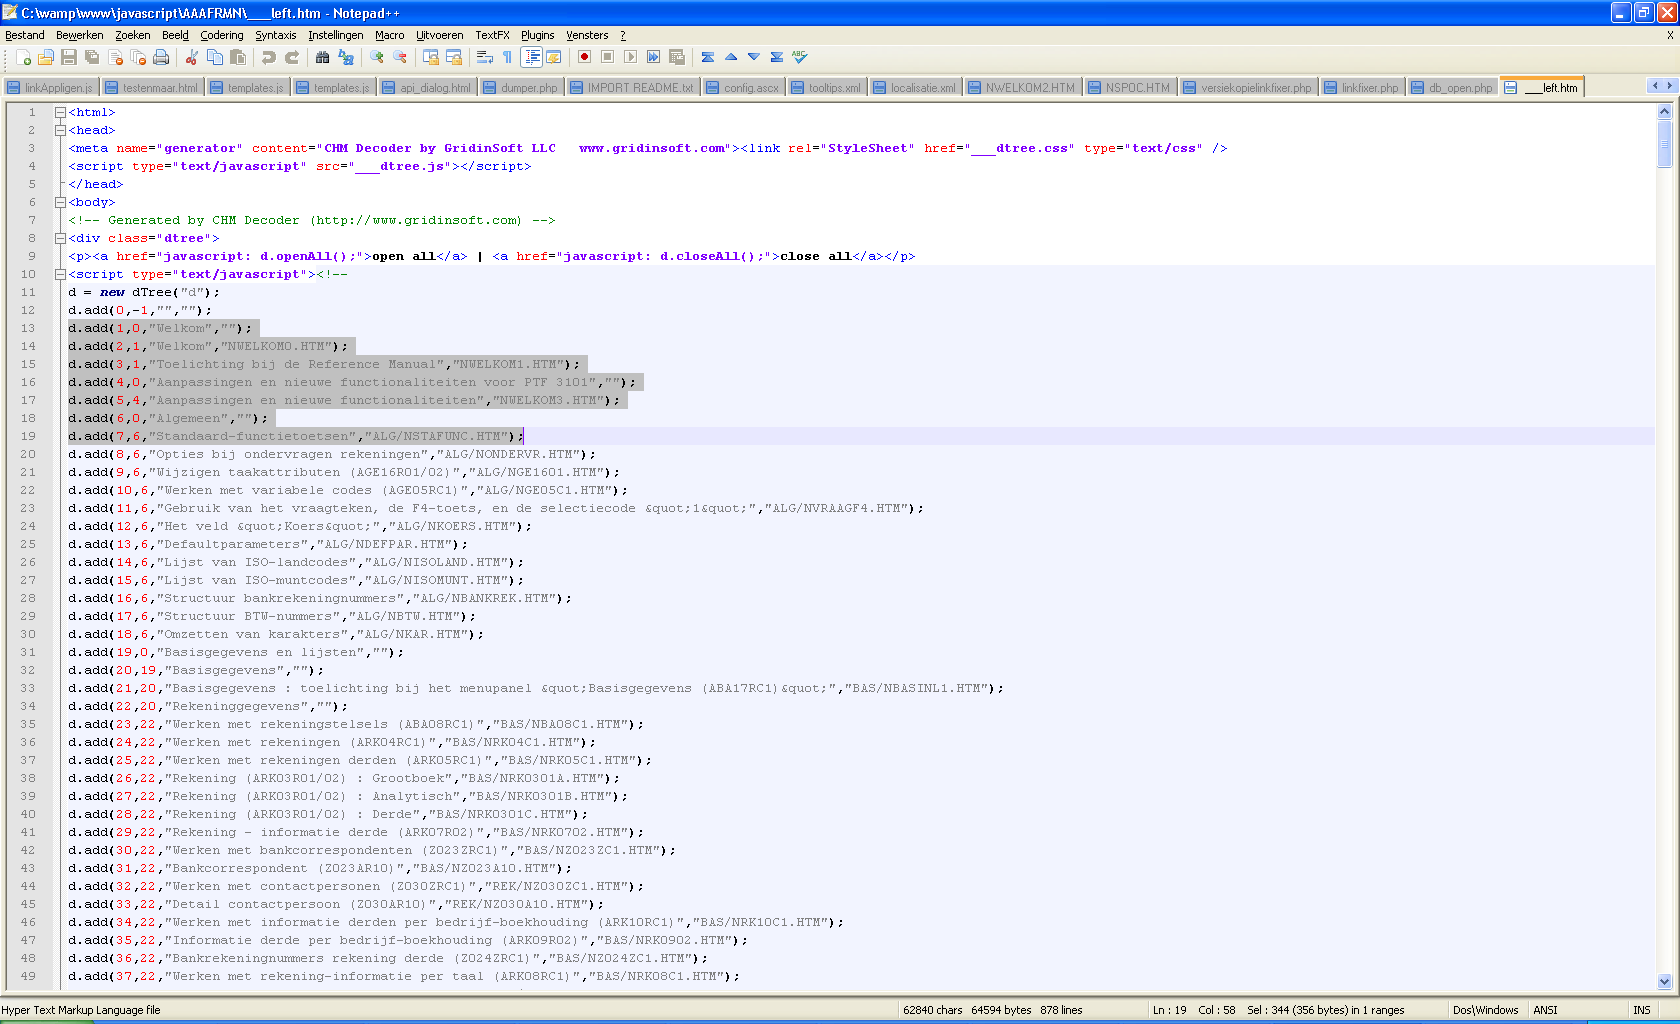 C:\wamp\www\javascript\AAAFRMN\___left.htm - Notepad++
Bestand Bewerken Zoeken Beeld Codering Syntaxis Instellingen Macro Uitvoeren TextFX Plugins Vensters ? X
linkAppligen.js testenmaar.html templates.js templates.js api_dialog.html dumper.php IMPORT README.txt config.ascx tooltips.xml localisatie.xml NWELKOM2.HTM NSPOC.HTM versiekopielinkfixer.php linkfixer.php db_open.php ___left.htm
1 <html>
2 <head>
3 <meta name="generator" content="CHM Decoder by GridinSoft LLC   www.gridinsoft.com"><link rel="StyleSheet" href="___dtree.css" type="text/css" />
4 <script type="text/javascript" src="___dtree.js"></script>
5 </head>
6 <body>
7 <!-- Generated by CHM Decoder (http://www.gridinsoft.com) -->
8 <div class="dtree">
9 <p><a href="javascript: d.openAll();">open all</a> | <a href="javascript: d.closeAll();">close all</a></p>
10 <script type="text/javascript"><!--
11 d = new dTree("d");
12 d.add(0,-1,"","");
13 d.add(1,0,"Welkom","");
14 d.add(2,1,"Welkom","NWELKOM0.HTM");
15 d.add(3,1,"Toelichting bij de Reference Manual","NWELKOM1.HTM");
16 d.add(4,0,"Aanpassingen en nieuwe functionaliteiten voor PTF 3101","");
17 d.add(5,4,"Aanpassingen en nieuwe functionaliteiten","NWELKOM3.HTM");
18 d.add(6,0,"Algemeen","");
19 d.add(7,6,"Standaard-functietoetsen","ALG/NSTAFUNC.HTM");
20 d.add(8,6,"Opties bij ondervragen rekeningen","ALG/NONDERVR.HTM");
21 d.add(9,6,"Wijzigen taakattributen (AGE16R01/02)","ALG/NGE1601.HTM");
22 d.add(10,6,"Werken met variabele codes (AGE05RC1)","ALG/NGE05C1.HTM");
23 d.add(11,6,"Gebruik van het vraagteken, de F4-toets, en de selectiecode &quot;1&quot;","ALG/NVRAAGF4.HTM");
24 d.add(12,6,"Het veld &quot;Koers&quot;","ALG/NKOERS.HTM");
25 d.add(13,6,"Defaultparameters","ALG/NDEFPAR.HTM");
26 d.add(14,6,"Lijst van ISO-landcodes","ALG/NISOLAND.HTM");
27 d.add(15,6,"Lijst van ISO-muntcodes","ALG/NISOMUNT.HTM");
28 d.add(16,6,"Structuur bankrekeningnummers","ALG/NBANKREK.HTM");
29 d.add(17,6,"Structuur BTW-nummers","ALG/NBTW.HTM");
30 d.add(18,6,"Omzetten van karakters","ALG/NKAR.HTM");
31 d.add(19,0,"Basisgegevens en lijsten","");
32 d.add(20,19,"Basisgegevens","");
33 d.add(21,20,"Basisgegevens : toelichting bij het menupanel &quot;Basisgegevens (ABA17RC1)&quot;","BAS/NBASINL1.HTM");
34 d.add(22,20,"Rekeninggegevens","");
35 d.add(23,22,"Werken met rekeningstelsels (ABA08RC1)","BAS/NBA08C1.HTM");
36 d.add(24,22,"Werken met rekeningen (ARK04RC1)","BAS/NRK04C1.HTM");
37 d.add(25,22,"Werken met rekeningen derden (ARK05RC1)","BAS/NRK05C1.HTM");
38 d.add(26,22,"Rekening (ARK03R01/02) : Grootboek","BAS/NRK0301A.HTM");
39 d.add(27,22,"Rekening (ARK03R01/02) : Analytisch","BAS/NRK0301B.HTM");
40 d.add(28,22,"Rekening (ARK03R01/02) : Derde","BAS/NRK0301C.HTM");
41 d.add(29,22,"Rekening - informatie derde (ARK07R02)","BAS/NRK0702.HTM");
42 d.add(30,22,"Werken met bankcorrespondenten (Z023ZRC1)","BAS/NZ023ZC1.HTM");
43 d.add(31,22,"Bankcorrespondent (Z023AR10)","BAS/NZ023A10.HTM");
44 d.add(32,22,"Werken met contactpersonen (Z030ZRC1)","REK/NZ030ZC1.HTM");
45 d.add(33,22,"Detail contactpersoon (Z030AR10)","REK/NZ030A10.HTM");
46 d.add(34,22,"Werken met informatie derden per bedrijf-boekhouding (ARK10RC1)","BAS/NRK10C1.HTM");
47 d.add(35,22,"Informatie derde per bedrijf-boekhouding (ARK09R02)","BAS/NRK0902.HTM");
48 d.add(36,22,"Bankrekeningnummers rekening derde (Z024ZRC1)","BAS/NZ024ZC1.HTM");
49 d.add(37,22,"Werken met rekening-informatie per taal (ARK08RC1)","BAS/NRK08C1.HTM");
Hyper Text Markup Language file 62840 chars 64594 bytes 878 lines Ln : 19 Col : 58 Sel : 344 (356 bytes) in 1 ranges Dos\Windows ANSI INS